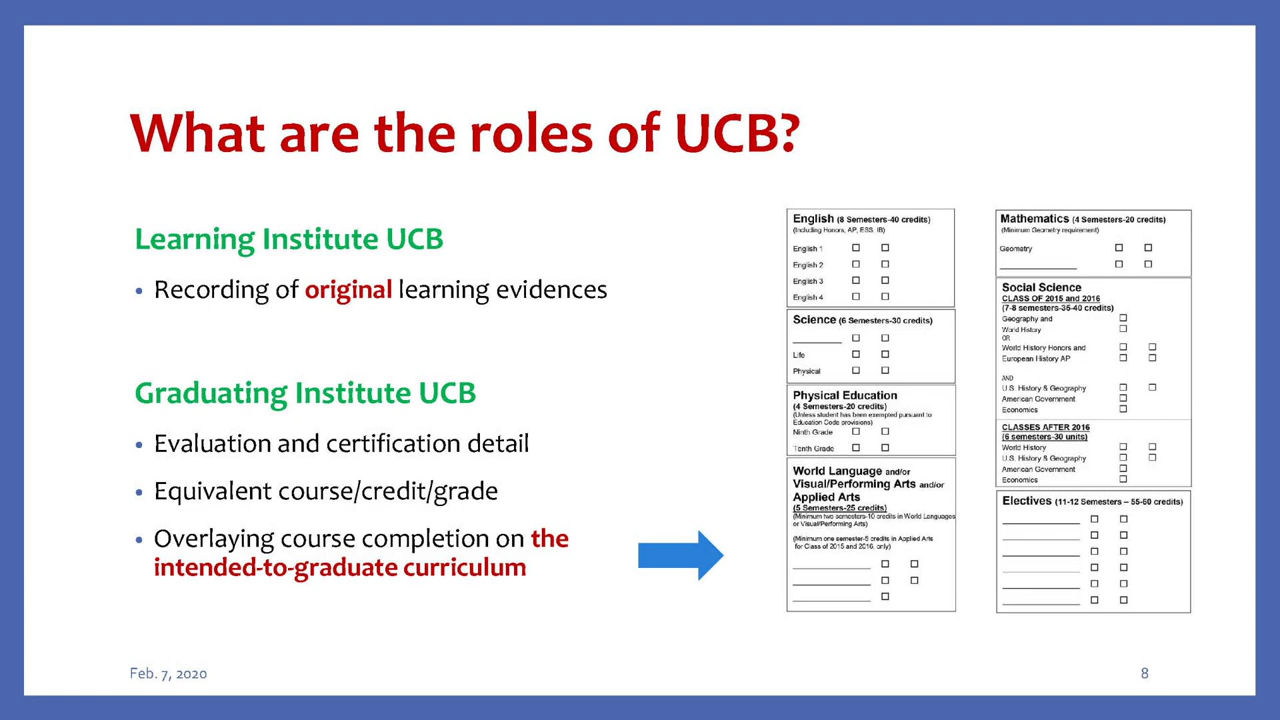 What are the roles of UCB?
Learning Institute UCB
• Recording of original learning evidences
Graduating Institute UCB
• Evaluation and certification detail
• Equivalent course/credit/grade
• Overlaying course completion on the
intended-to-graduate curriculum
English (8 Semesters-40 credits)
(Including Honors, AP, ESS, IB)
English 1
English 2
English 3
English 4
Science (6 Semesters-30 credits)
Life
Physical
Physical Education
(4 Semesters-20 credits)
(Unless student has been exempted pursuant to
Education Code provisions)
Ninth Grade
Tenth Grade
World Language and/or
Visual/Performing Arts and/or
Applied Arts
(5 Semesters-25 credits)
(Minimum two semesters-10 credits in World Languages
or Visual/Performing Arts)
(Minimum one semester-5 credits in Applied Arts
for Class of 2015 and 2016, only)
Mathematics (4 Semesters-20 credits)
(Minimum Geometry requirement)
Geometry
Social Science
CLASS OF 2015 and 2016
(7-8 semesters-35-40 credits)
Geography and
World History
OR
World History Honors and
European History AP
AND
U.S. History & Geography
American Government
Economics
CLASSES AFTER 2016
(6 semesters-30 units)
World History
U.S. History & Geography
American Government
Economics
Electives (11-12 Semesters – 55-60 credits)
Feb. 7, 2020
8